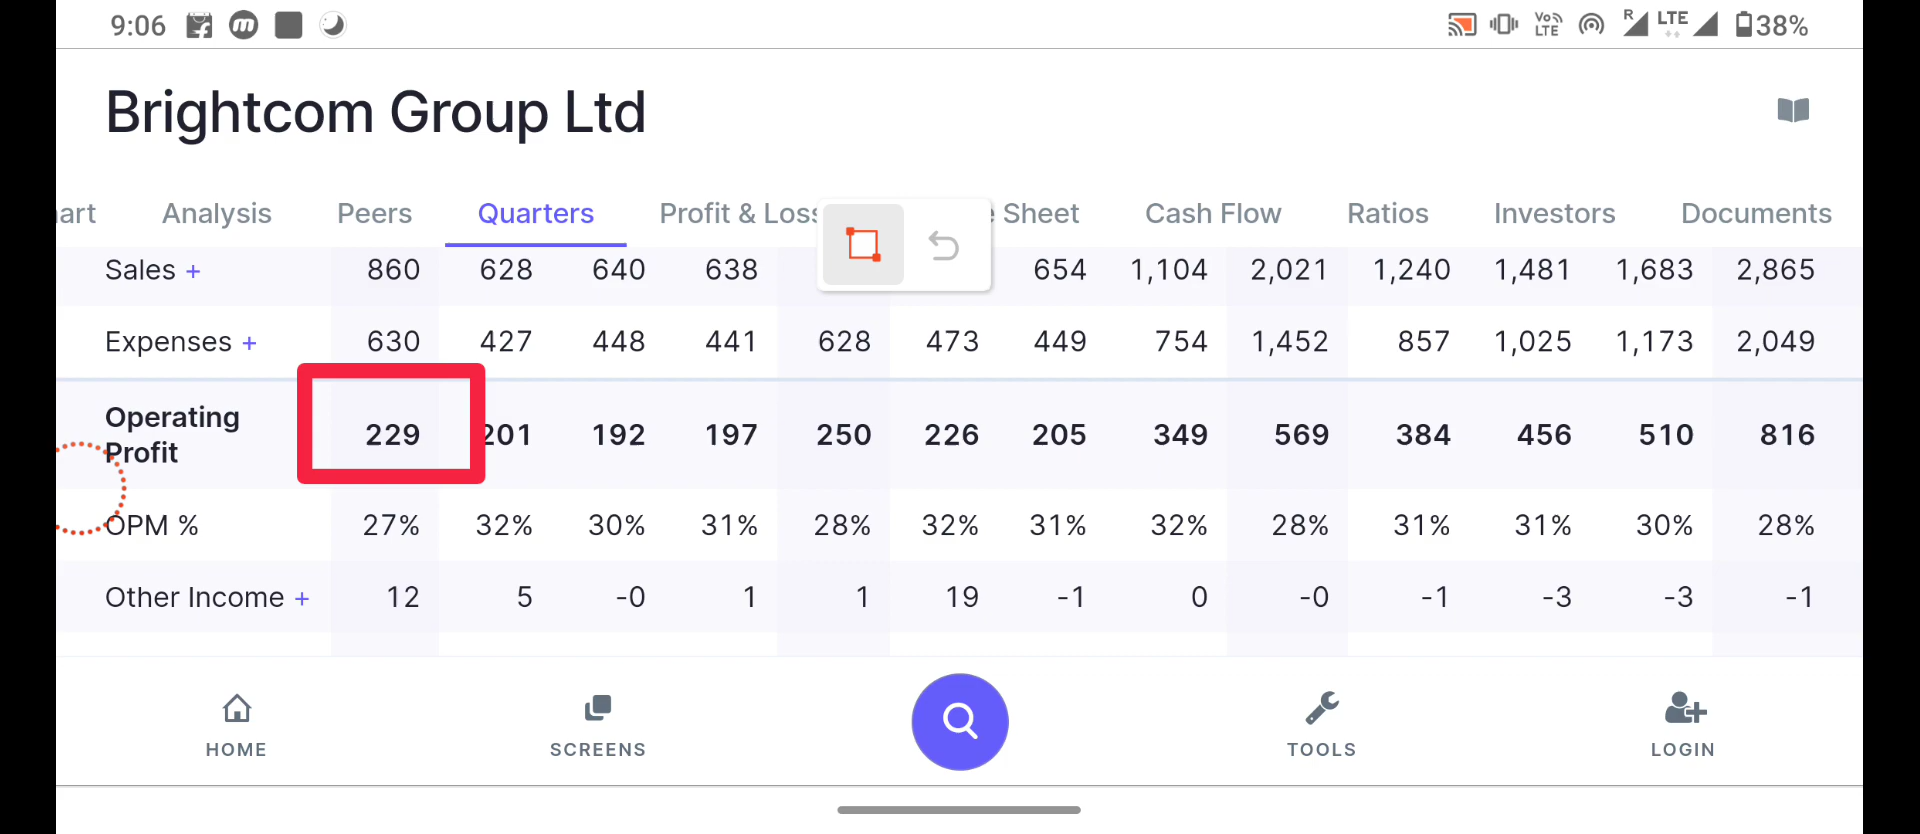 9:06 m R LTE Vo) LTE 38%
Brightcom Group Ltd
art Analysis Peers Quarters Profit & Loss Sheet Cash Flow Ratios Investors Documents
Sales + 860 628 640 638 654 1,104 2,021 1,240 1,481 1,683 2,865
Expenses + 630 427 448 441 628 473 449 754 1,452 857 1,025 1,173 2,049
Operating
Profit 229 201 192 197 250 226 205 349 569 384 456 510 816
OPM % 27% 32% 30% 31% 28% 32% 31% 32% 28% 31% 31% 30% 28%
Other Income + 12 5 -0 1 1 19 -1 0 -0 -1 -3 -3 -1
HOME SCREENS TOOLS LOGIN